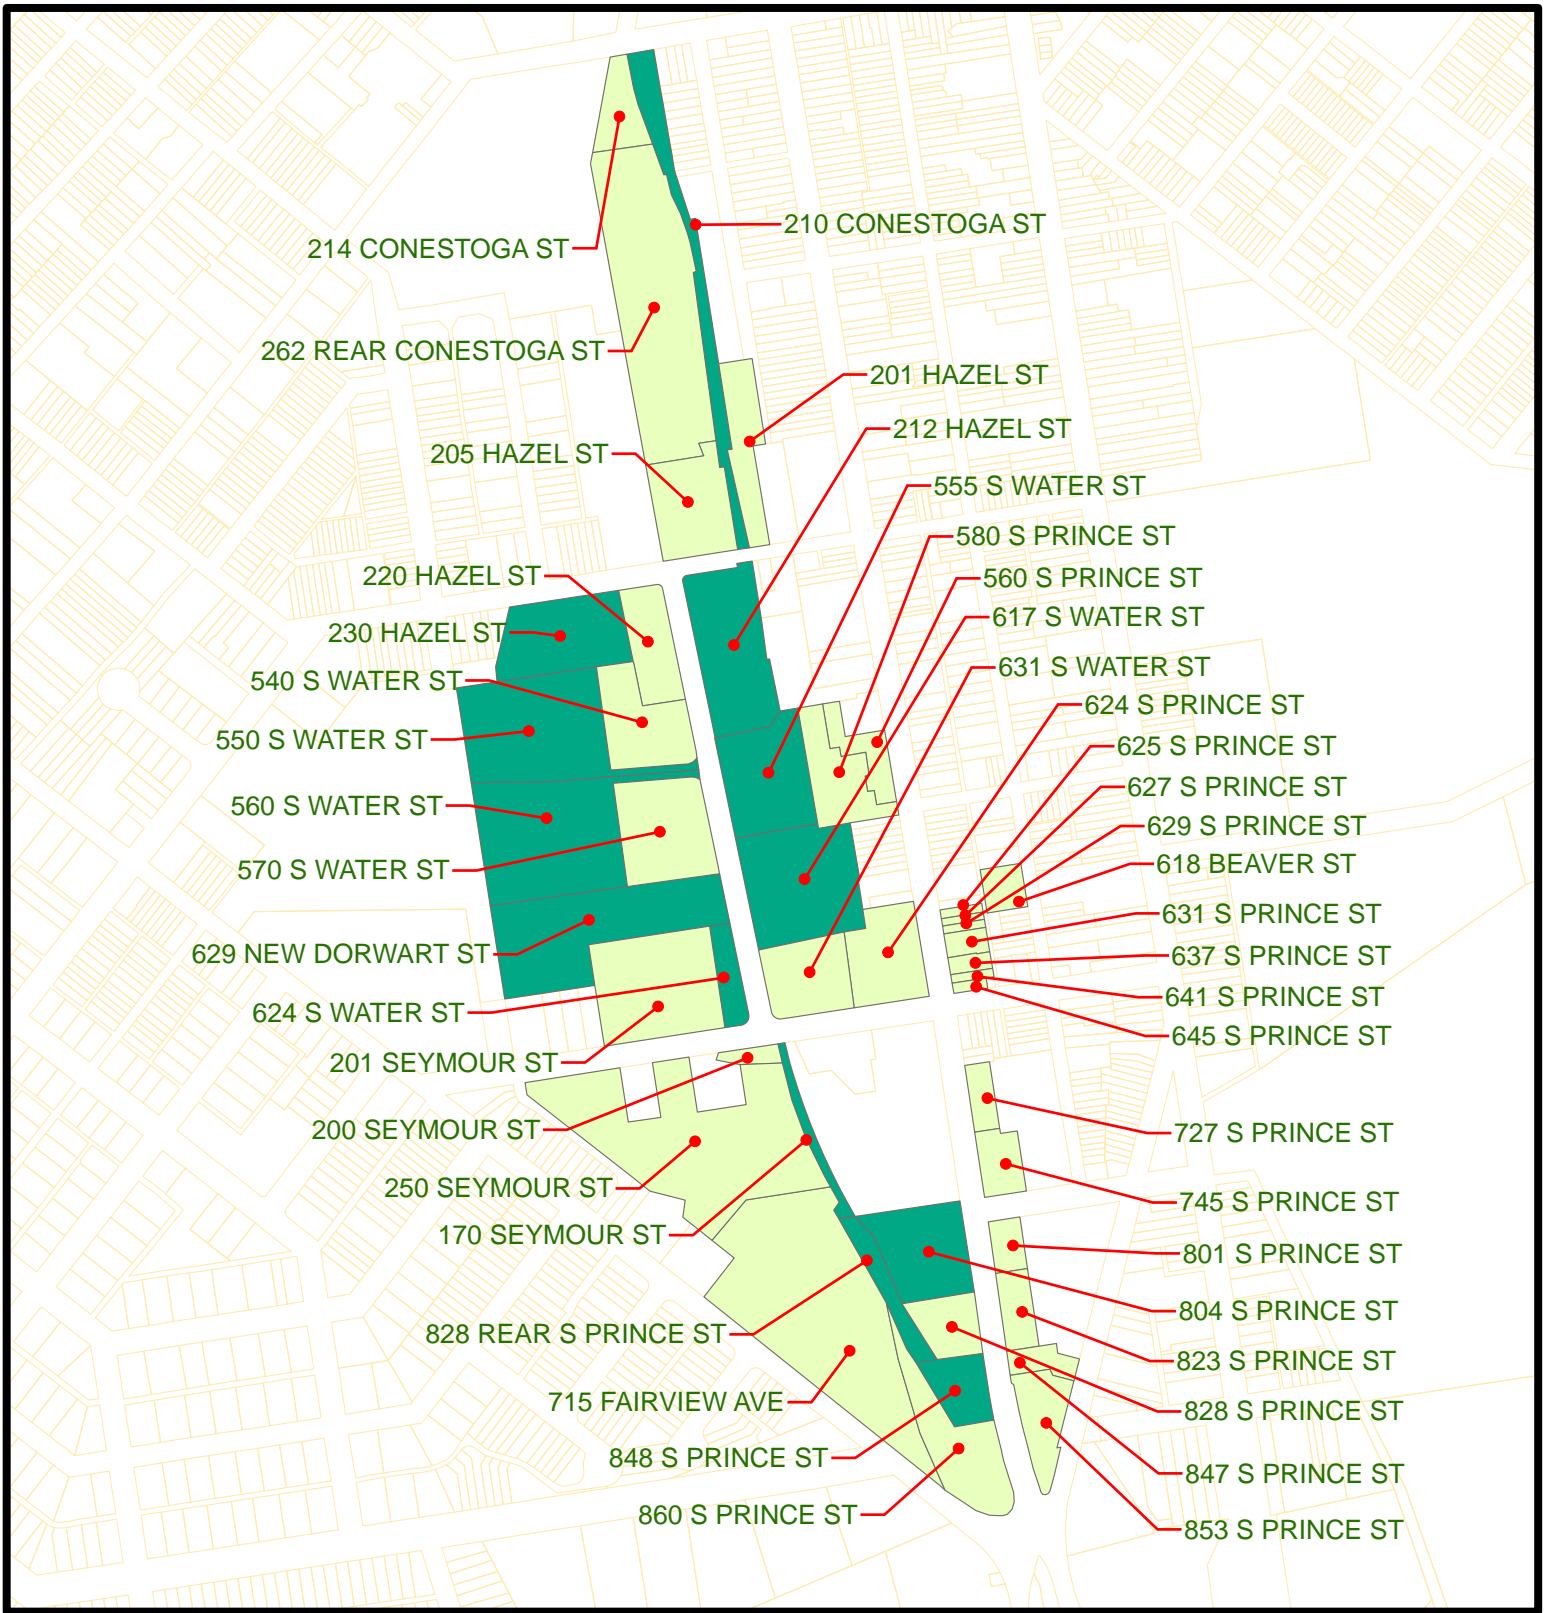 210 CONESTOGA ST
214 CONESTOGA ST
262 REAR CONESTOGA ST
201 HAZEL ST
212 HAZEL ST
205 HAZEL ST
555 S WATER ST
580 S PRINCE ST
220 HAZEL ST
560 S PRINCE ST
617 S WATER ST
230 HAZEL ST
631 S WATER ST
540 S WATER ST
624 S PRINCE ST
550 S WATER ST
625 S PRINCE ST
627 S PRINCE ST
560 S WATER ST
629 S PRINCE ST
618 BEAVER ST
570 S WATER ST
631 S PRINCE ST
629 NEW DORWART ST
637 S PRINCE ST
641 S PRINCE ST
624 S WATER ST
645 S PRINCE ST
201 SEYMOUR ST
200 SEYMOUR ST
727 S PRINCE ST
250 SEYMOUR ST
745 S PRINCE ST
170 SEYMOUR ST
801 S PRINCE ST
804 S PRINCE ST
828 REAR S PRINCE ST
823 S PRINCE ST
715 FAIRVIEW AVE
828 S PRINCE ST
848 S PRINCE ST
847 S PRINCE ST
860 S PRINCE ST
853 S PRINCE ST